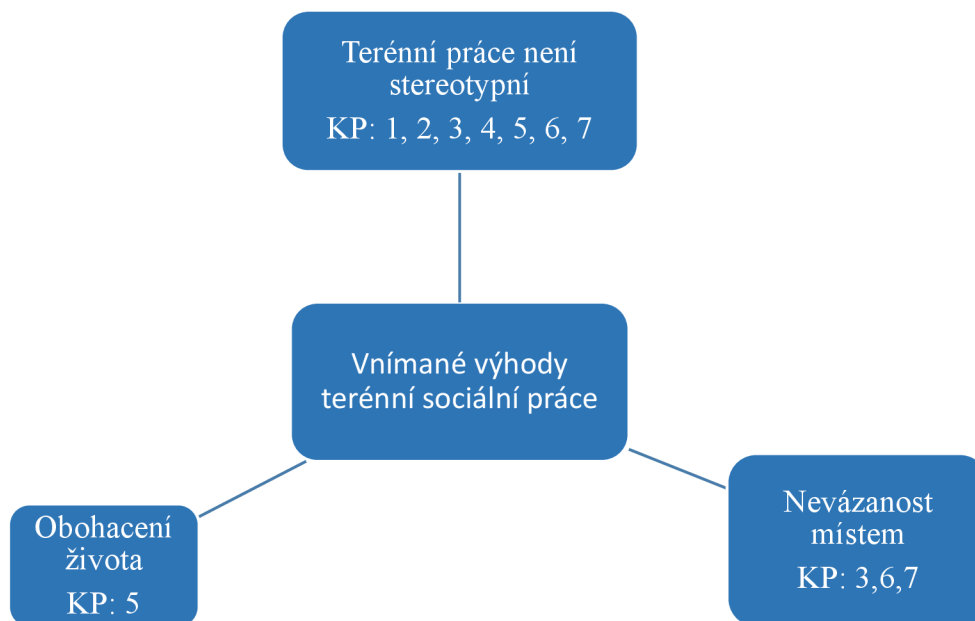 Terénní práce není
stereotypní
KP: 1, 2, 3, 4, 5, 6, 7
Vnímané výhody
terénní sociální práce
Obohacení
života
KP: 5
Nevázanost
místem
KP: 3,6,7